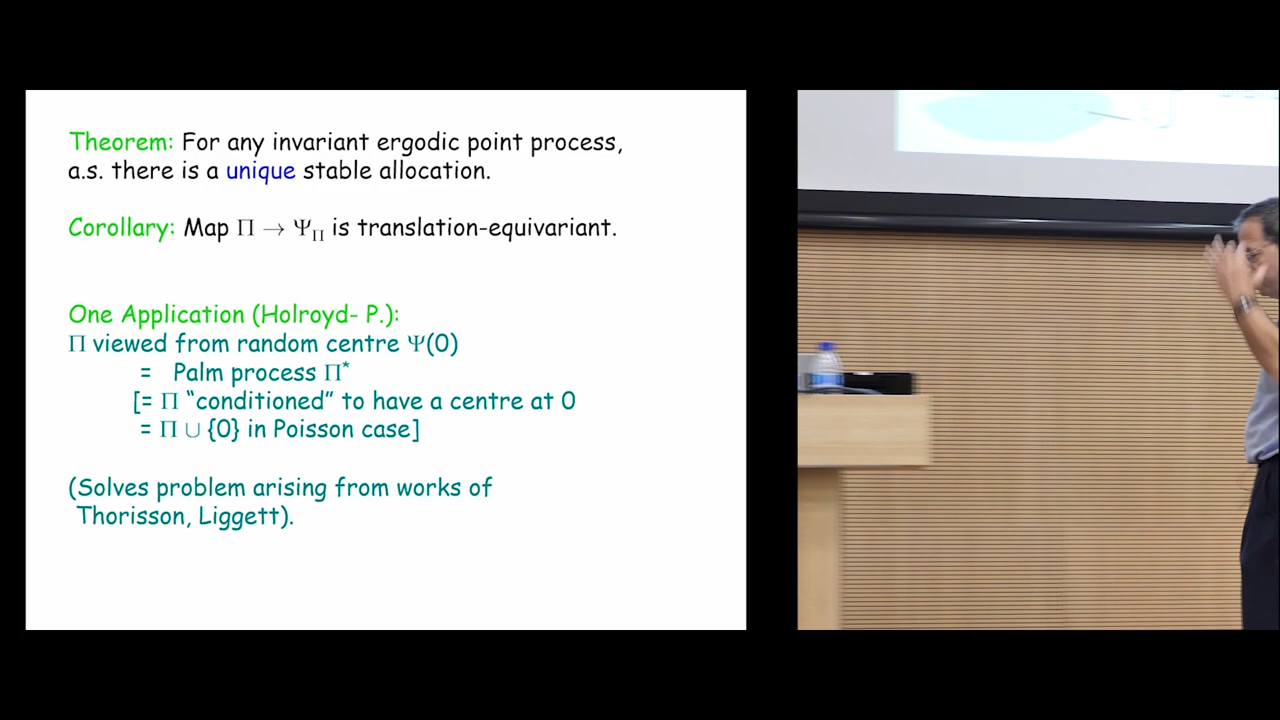 Theorem: For any invariant ergodic point process,
a.s. there is a unique stable allocation.
Corollary: Map Π → Ψ_Π is translation-equivariant.
One Application (Holroyd- P.):
Π viewed from random centre Ψ(0)
= Palm process Π*
[= Π “conditioned” to have a centre at 0
= Π ∪ {0} in Poisson case]
(Solves problem arising from works of
Thorisson, Liggett).